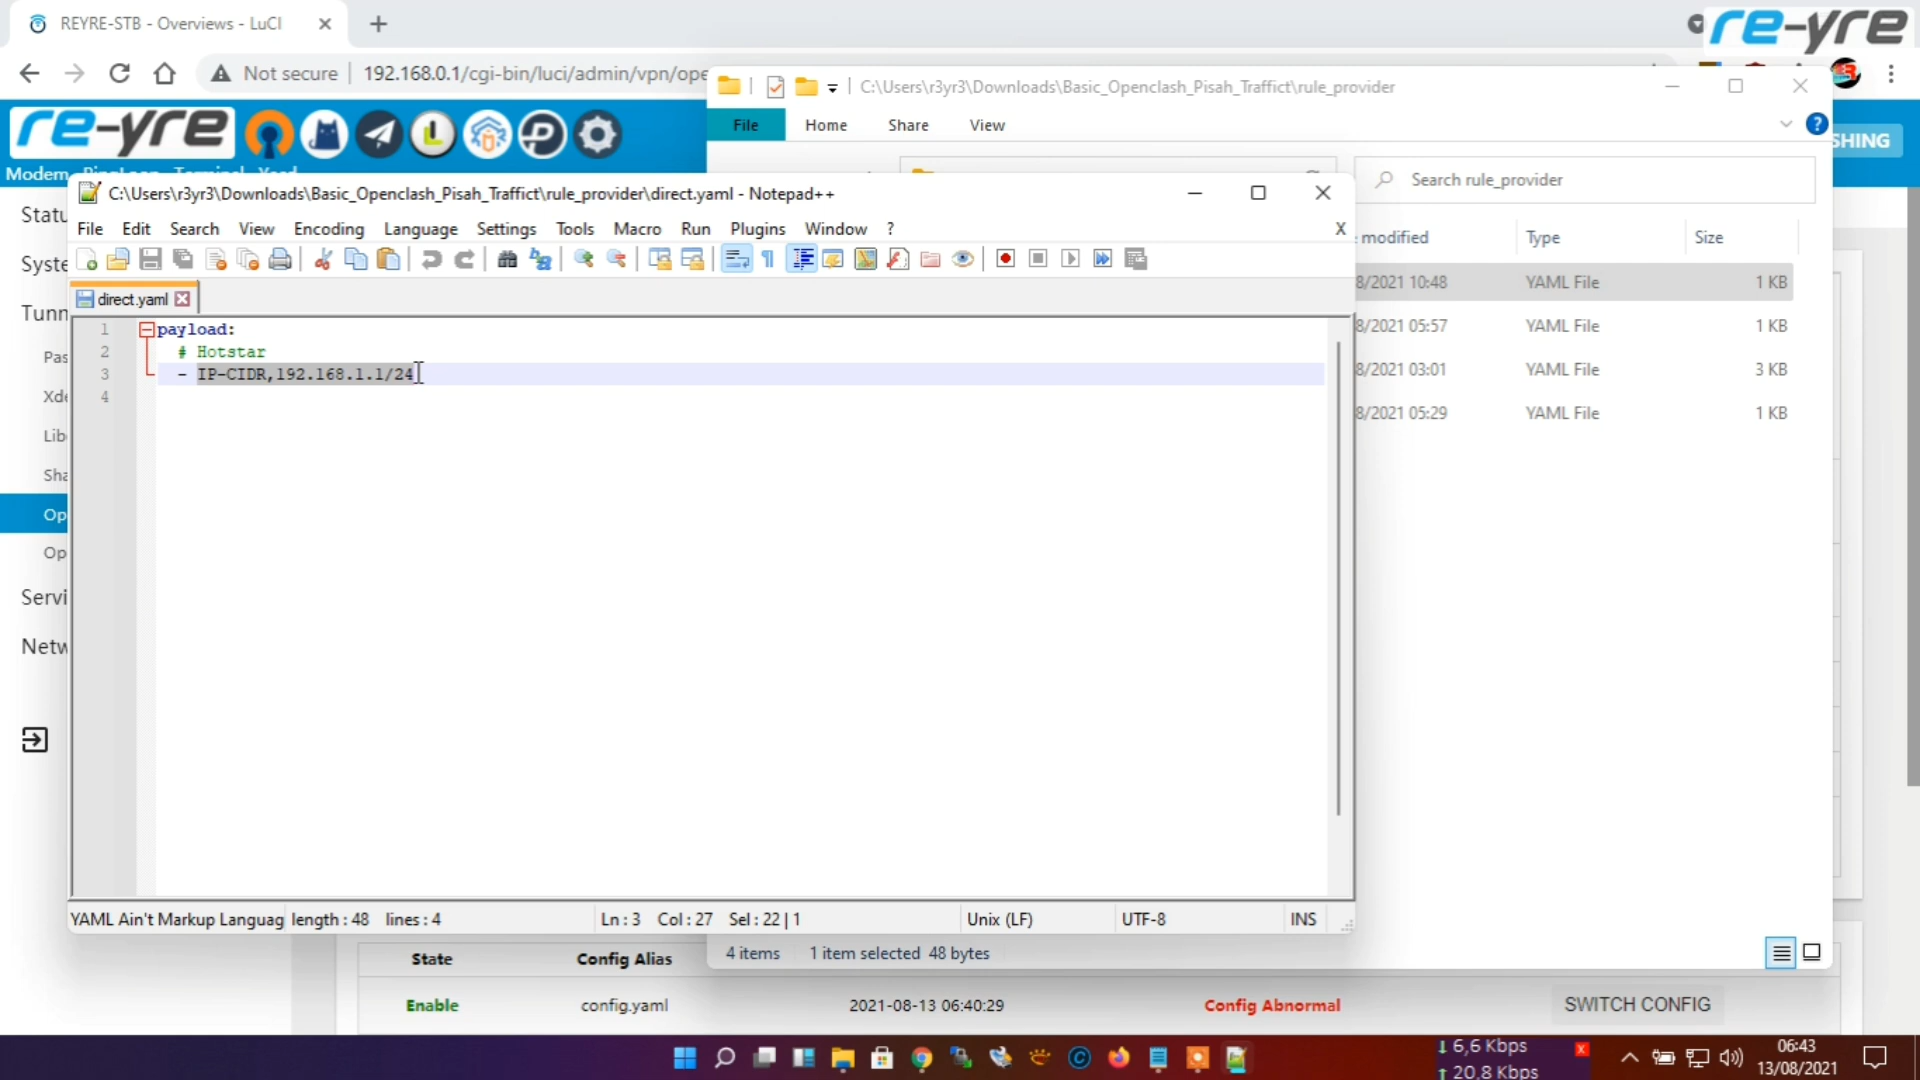 REYRE-STB - Overviews - LuCI
re-yre
Not secure
192.168.0.1/cgi-bin/luci/admin/vpn/ope
C:\Users\r3yr3\Downloads\Basic_Openclash_Pisah_Traffict\rule_provider
File Home Share View
re-yre
SHING
Modem
Search rule_provider
C:\Users\r3yr3\Downloads\Basic_Openclash_Pisah_Traffict\rule_provider\direct.yaml - Notepad++
File Edit Search View Encoding Language Settings Tools Macro Run Plugins Window ? X
modified Type Size
direct.yaml
8/2021 10:48 YAML File 1 KB
8/2021 05:57 YAML File 1 KB
8/2021 03:01 YAML File 3 KB
8/2021 05:29 YAML File 1 KB
1 payload:
2 # Hotstar
3 - IP-CIDR,192.168.1.1/24
4
Statu
Syste
Tunn
Pas
Xde
Lib
Sha
Op
Op
Servi
Netw
YAML Ain't Markup Languag length : 48 lines : 4 Ln : 3 Col : 27 Sel : 22 | 1 Unix (LF) UTF-8 INS
4 items 1 item selected 48 bytes
State Config Alias
Enable config.yaml 2021-08-13 06:40:29 Config Abnormal SWITCH CONFIG
6,6 Kbps
20,8 Kbps
06:43
13/08/2021